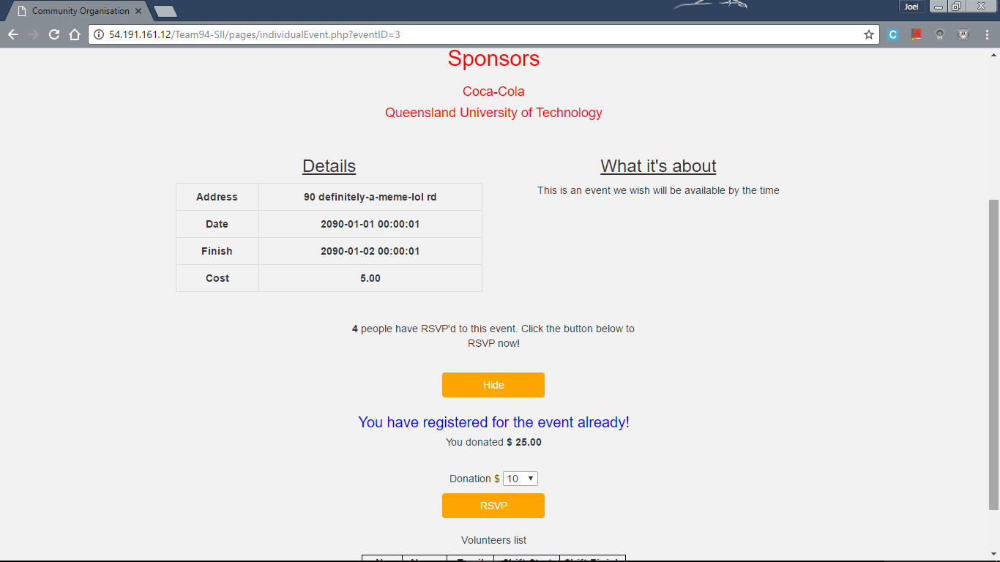 Community Organisation
Joel
54.191.161.12/Team94-SII/pages/individualEvent.php?eventID=3
Sponsors
Coca-Cola
Queensland University of Technology
Details
Address 90 definitely-a-meme-lol rd
Date 2090-01-01 00:00:01
Finish 2090-01-02 00:00:01
Cost 5.00
What it's about
This is an event we wish will be available by the time
4 people have RSVP'd to this event. Click the button below to
RSVP now!
Hide
You have registered for the event already!
You donated $ 25.00
Donation $ 10
RSVP
Volunteers list